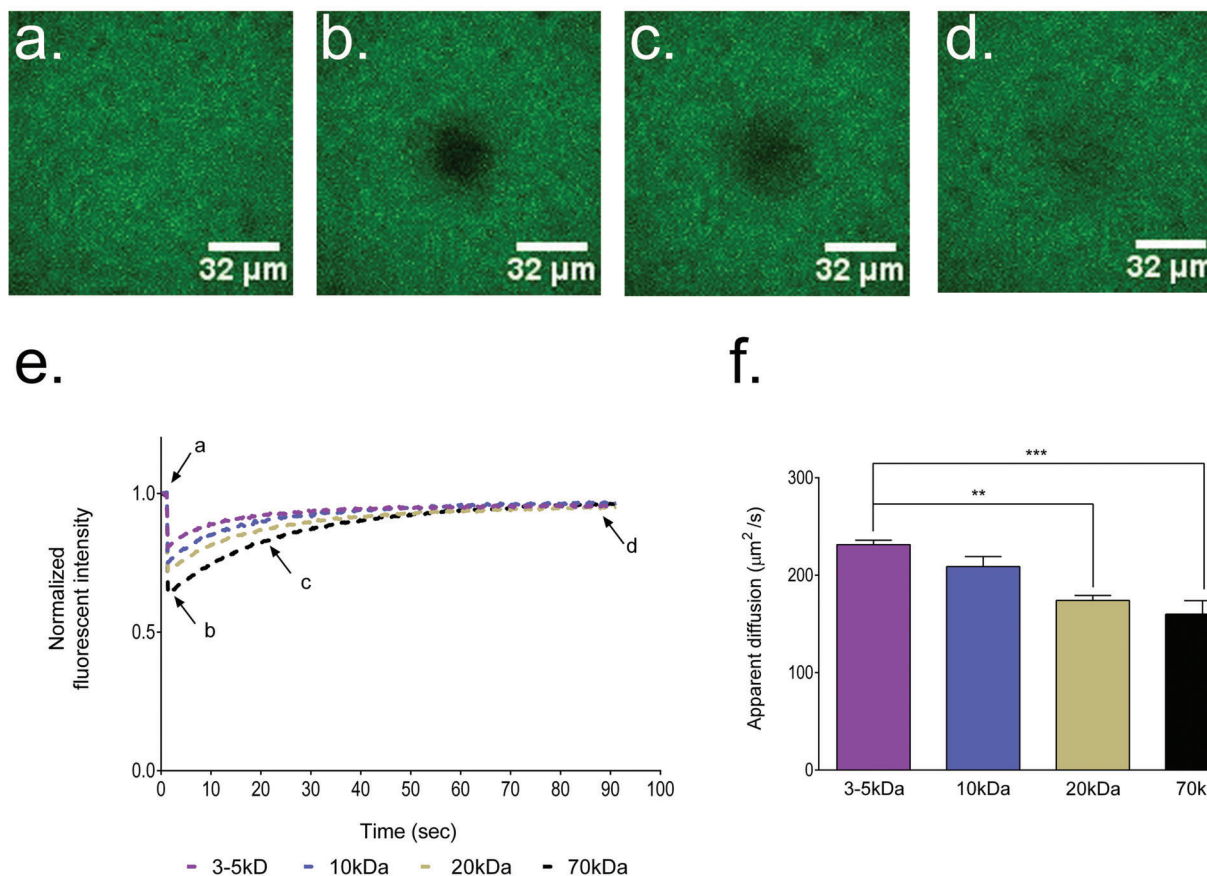 a. b. c. d.
32 µm 32 µm 32 µm 32 µm
e.
a
b
c
d
1.0
0.5
0.0
Normalized
fluorescent intensity
0 10 20 30 40 50 60 70 80 90 100
Time (sec)
3-5kD 10kDa 20kDa 70kDa
f.
***
**
300
200
100
0
Apparent diffusion (µm²/s)
3-5kDa 10kDa 20kDa 70k